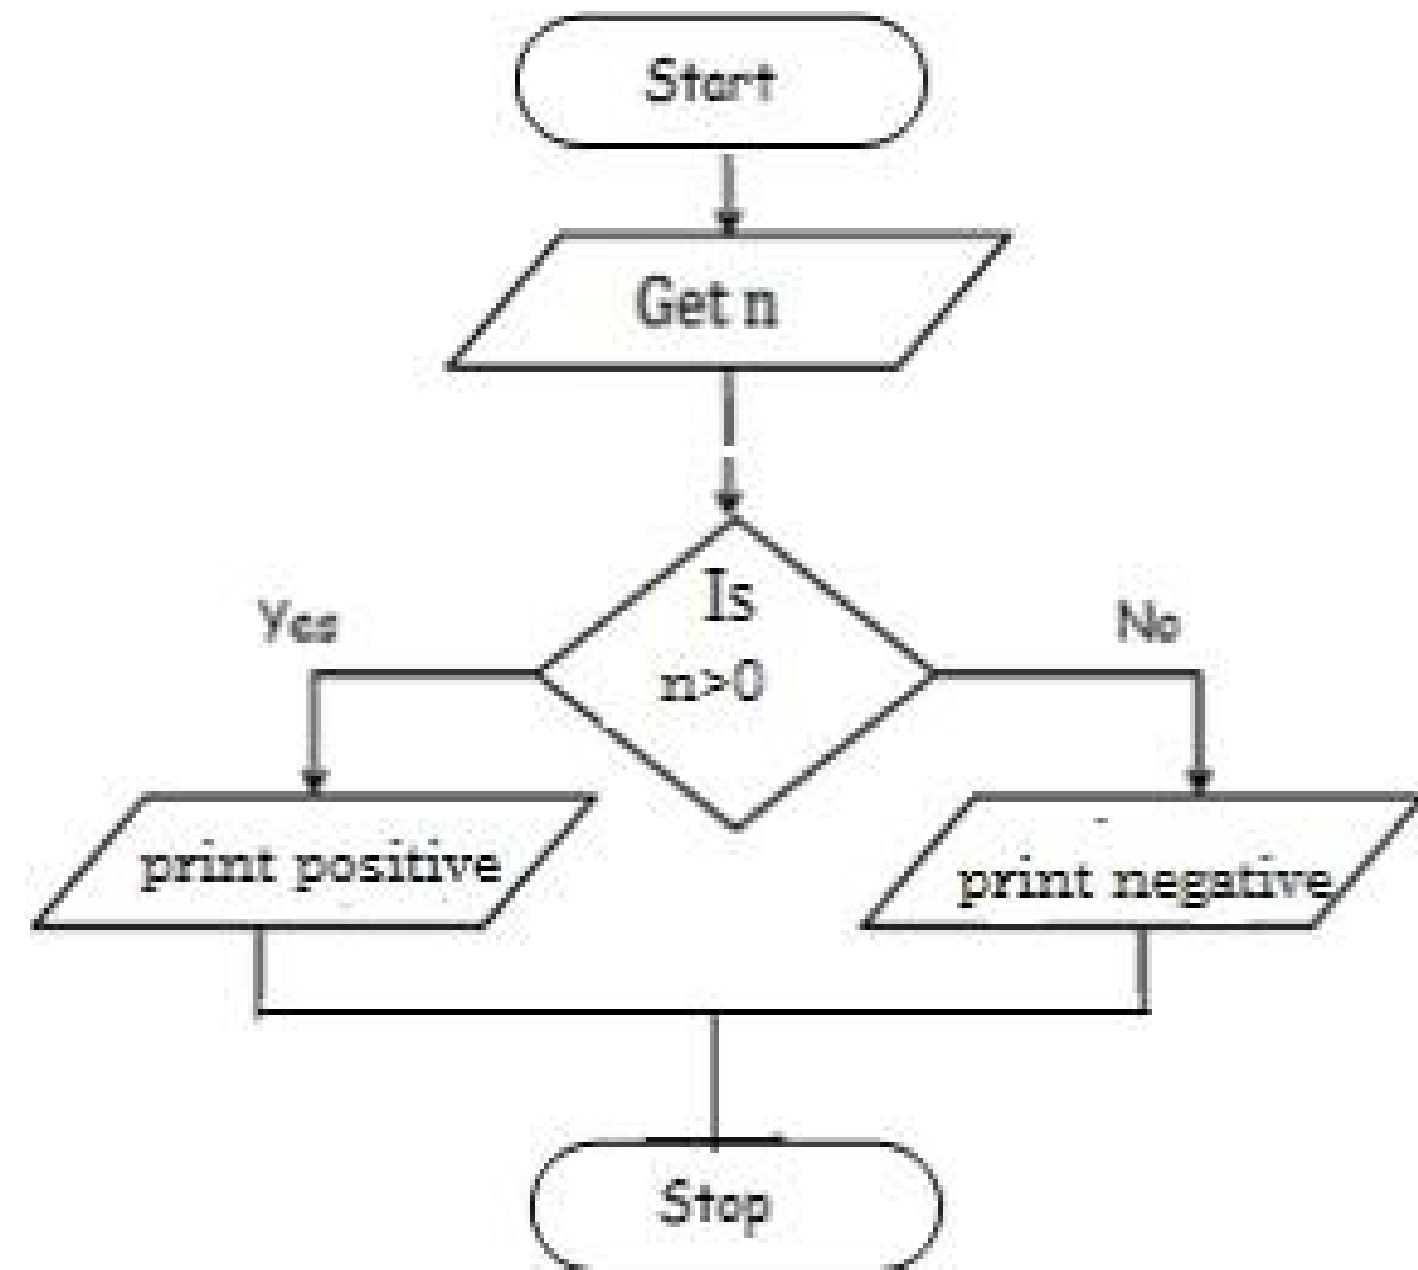 Start
Get n
Is
n>0
Yes
No
print positive
print negative
Stop